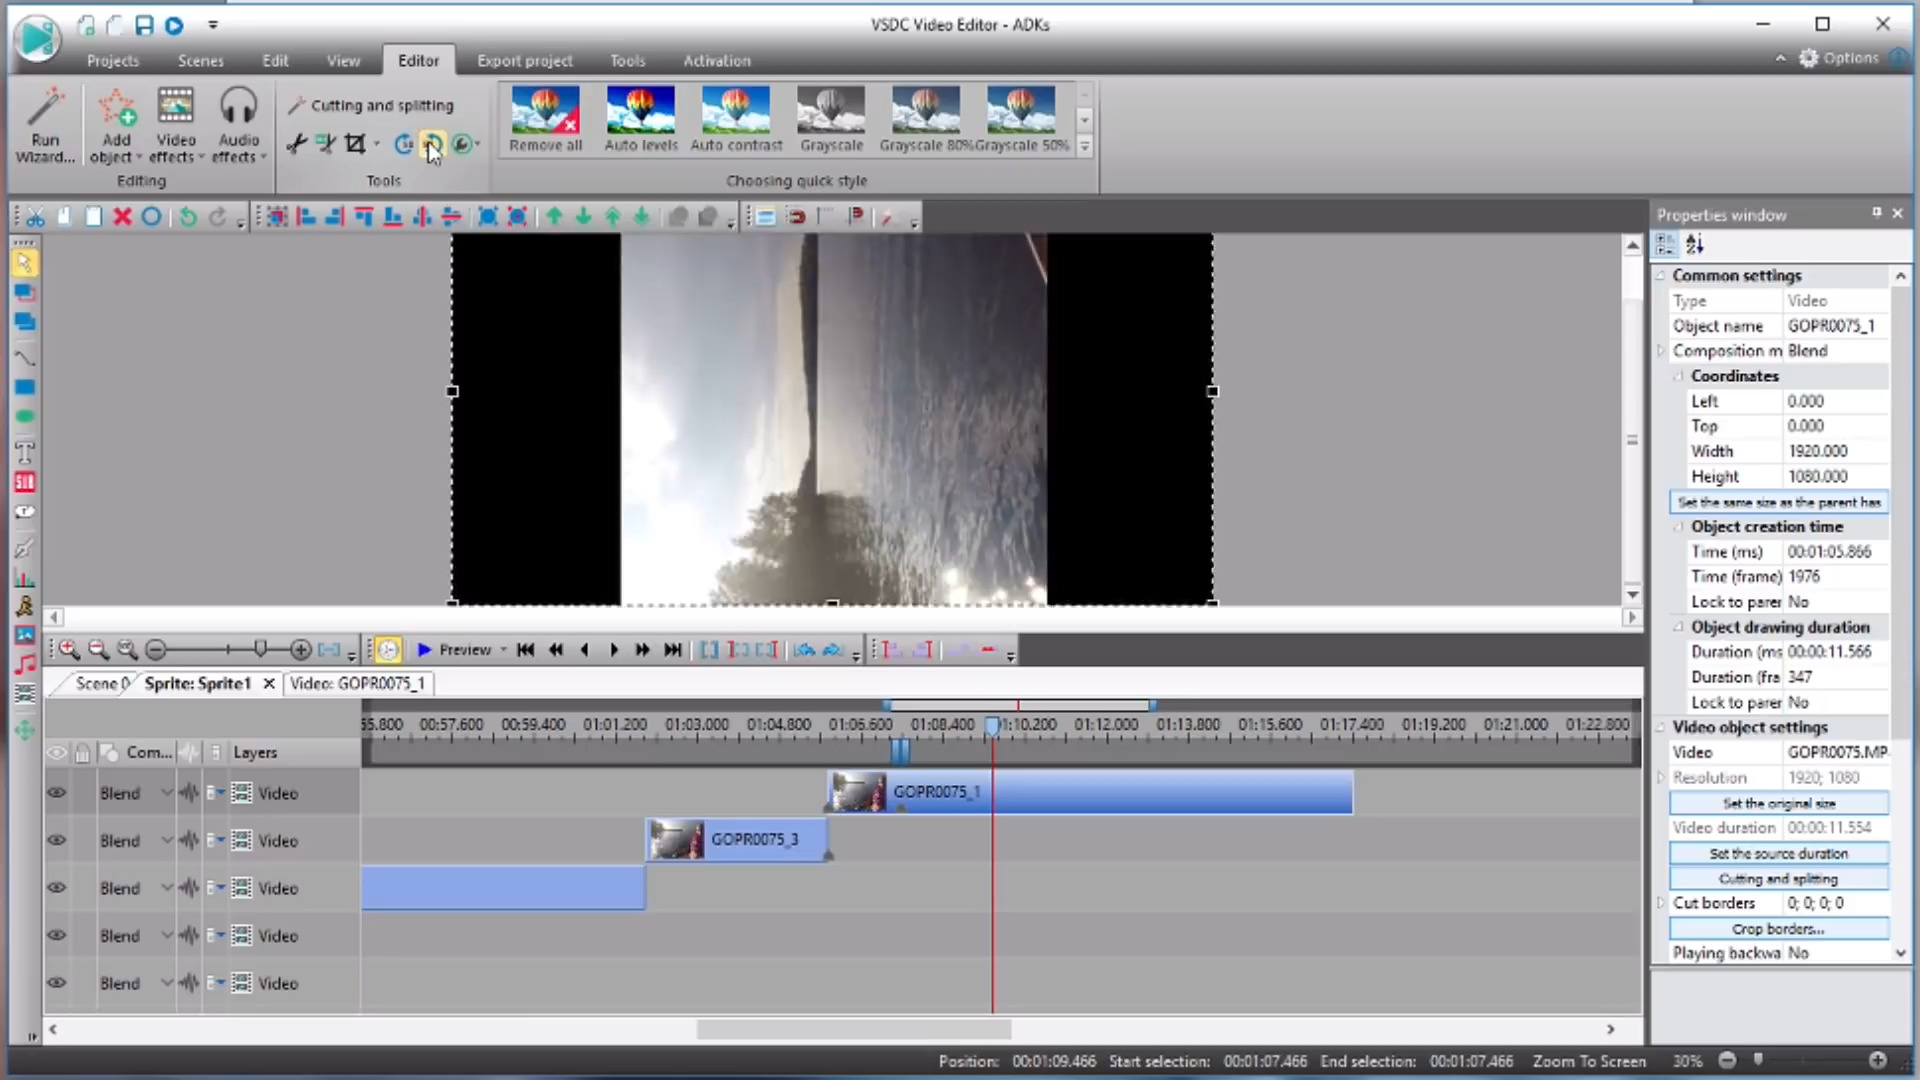 VSDC Video Editor - ADKs
Projects Scenes Edit View Editor Export project Tools Activation
Options
Run Wizard...
Add object
Video effects
Audio effects
Editing
Cutting and splitting
Tools
Remove all Auto levels Auto contrast Grayscale Grayscale 80% Grayscale 50%
Choosing quick style
Properties window
Common settings
Type Video
Object name GOPR0075_1
Composition m Blend
Coordinates
Left 0.000
Top 0.000
Width 1920.000
Height 1080.000
Set the same size as the parent has
Object creation time
Time (ms) 00:01:05.866
Time (frame) 1976
Lock to parer No
Object drawing duration
Duration (ms 00:00:11.566
Duration (fra 347
Lock to parer No
Video object settings
Video GOPR0075.MP
Resolution 1920; 1080
Set the original size
Video duration 00:00:11.554
Set the source duration
Cutting and splitting
Cut borders 0; 0; 0; 0
Crop borders...
Playing backwa No
T
SUB
Preview
Scene 0 Sprite: Sprite1 Video: GOPR0075_1
55.800 00:57.600 00:59.400 01:01.200 01:03.000 01:04.800 01:06.600 01:08.400 01:10.200 01:12.000 01:13.800 01:15.600 01:17.400 01:19.200 01:21.000 01:22.800
Com... Layers
Blend Video GOPR0075_1
Blend Video GOPR0075_3
Blend Video
Blend Video
Blend Video
Position: 00:01:09.466 Start selection: 00:01:07.466 End selection: 00:01:07.466 Zoom To Screen 30%